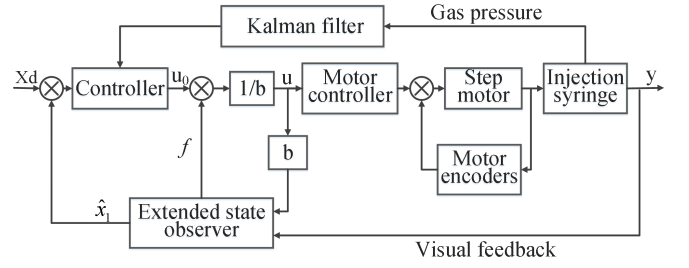 Gas pressure
Kalman filter
Xd
Controller
u₀
1/b
u
Motor
controller
Step
motor
Injection
syringe
y
f
b
Motor
encoders
x̂₁
Extended state
observer
Visual feedback